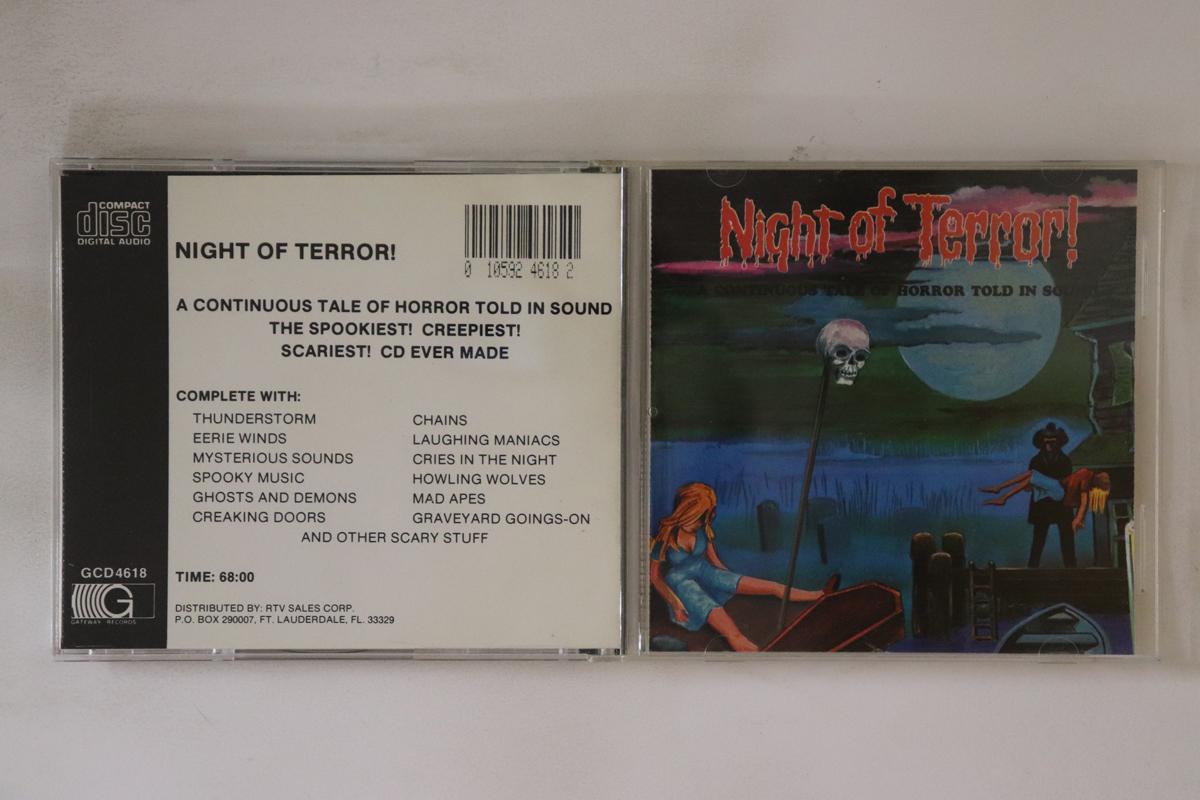 COMPACT
disc
DIGITAL AUDIO
NIGHT OF TERROR!
0 10592 4618 2
A CONTINUOUS TALE OF HORROR TOLD IN SOUND
THE SPOOKIEST! CREEPIEST!
SCARIEST! CD EVER MADE
COMPLETE WITH:
THUNDERSTORM
EERIE WINDS
MYSTERIOUS SOUNDS
SPOOKY MUSIC
GHOSTS AND DEMONS
CREAKING DOORS
CHAINS
LAUGHING MANIACS
CRIES IN THE NIGHT
HOWLING WOLVES
MAD APES
GRAVEYARD GOINGS-ON
AND OTHER SCARY STUFF
TIME: 68:00
DISTRIBUTED BY: RTV SALES CORP.
P.O. BOX 290007, FT. LAUDERDALE, FL. 33329
GCD4618
G
GATEWAY RECORDS
Night of Terror!
A CONTINUOUS TALE OF HORROR TOLD IN SOUND